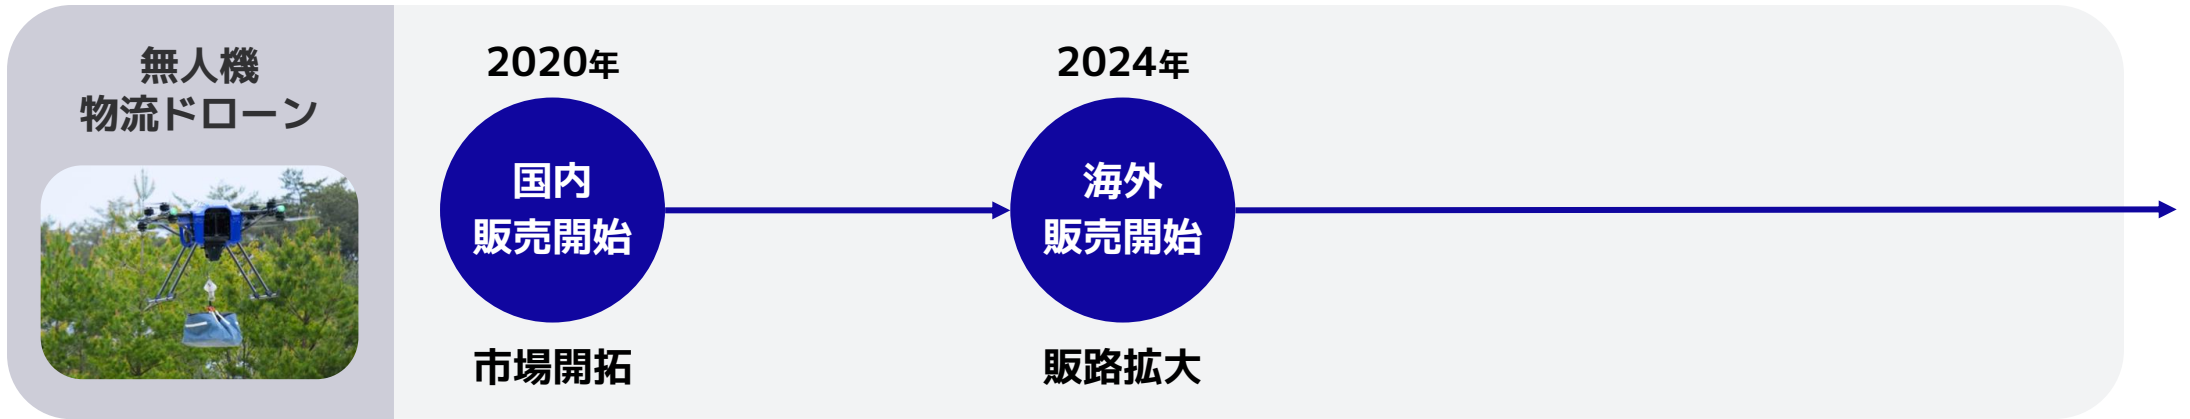 無人機
物流ドローン
2020年
国内
販売開始
市場開拓
2024年
海外
販売開始
販路拡大